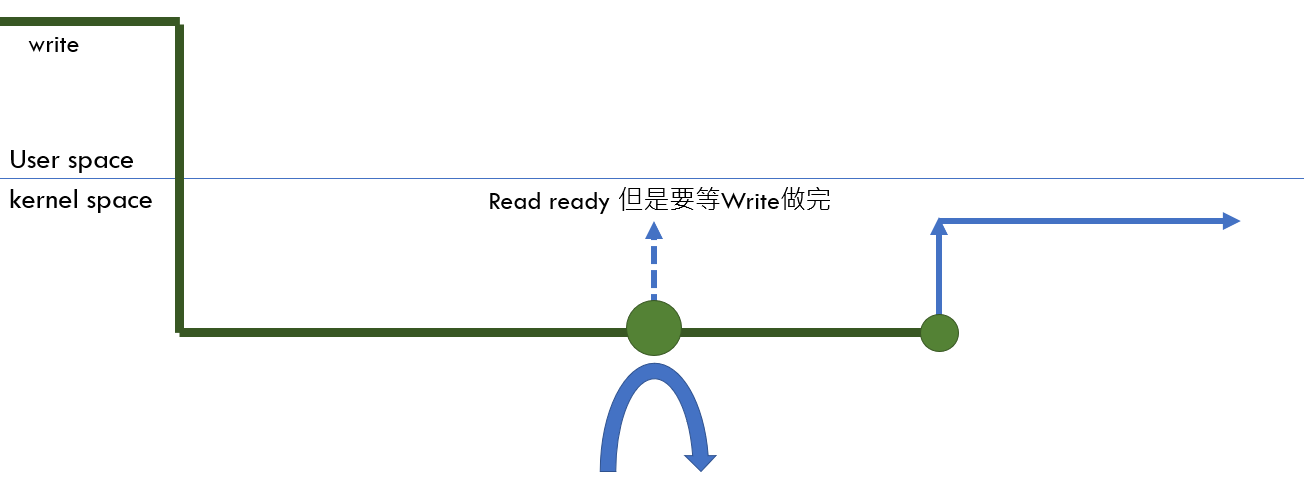 write
User space
kernel space
Read ready 但是要等Write做完